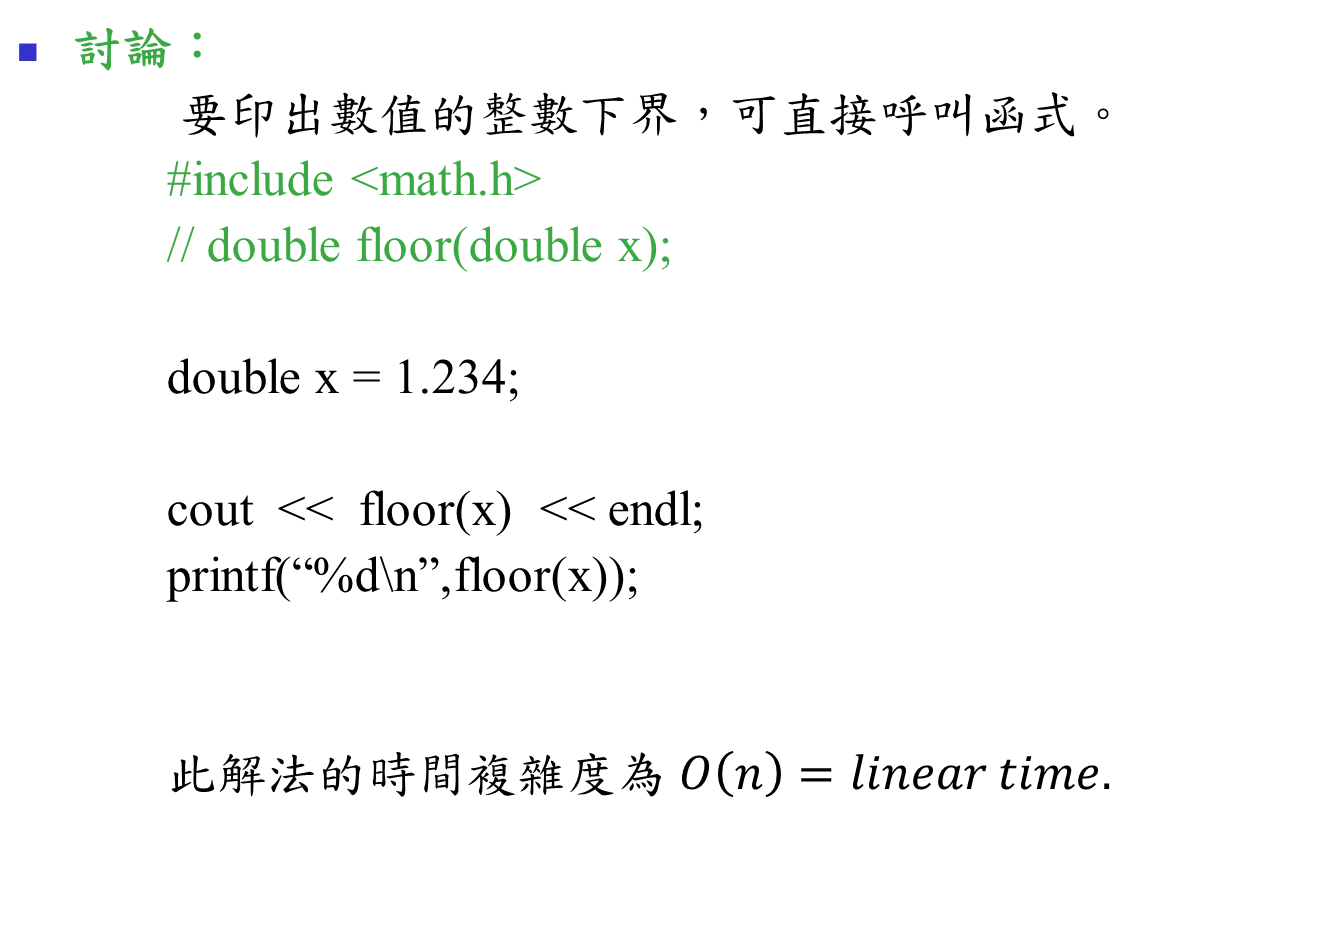 討論：
要印出數值的整數下界，可直接呼叫函式。
#include <math.h>
// double floor(double x);
double x = 1.234;
cout << floor(x) << endl;
printf(“%d\n”,floor(x));
此解法的時間複雜度為 O(n) = linear time.